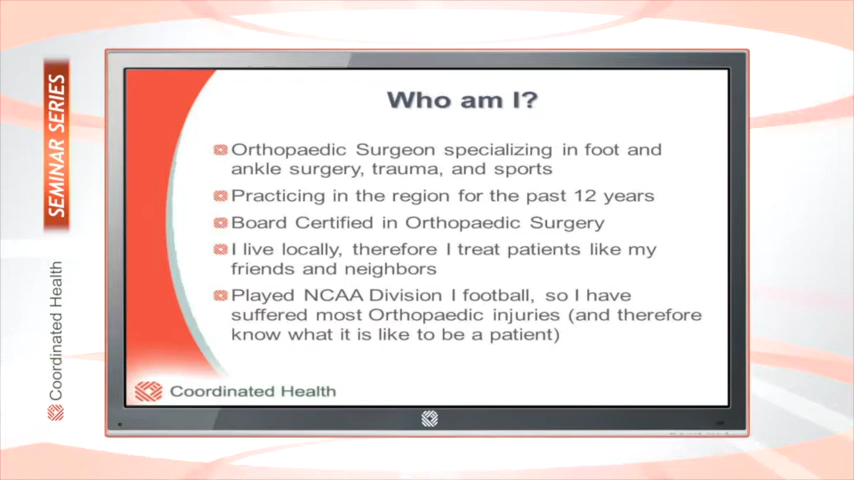 SEMINAR SERIES
Coordinated Health
Who am I?
Orthopaedic Surgeon specializing in foot and
ankle surgery, trauma, and sports
Practicing in the region for the past 12 years
Board Certified in Orthopaedic Surgery
I live locally, therefore I treat patients like my
friends and neighbors
Played NCAA Division I football, so I have
suffered most Orthopaedic injuries (and therefore
know what it is like to be a patient)
Coordinated Health